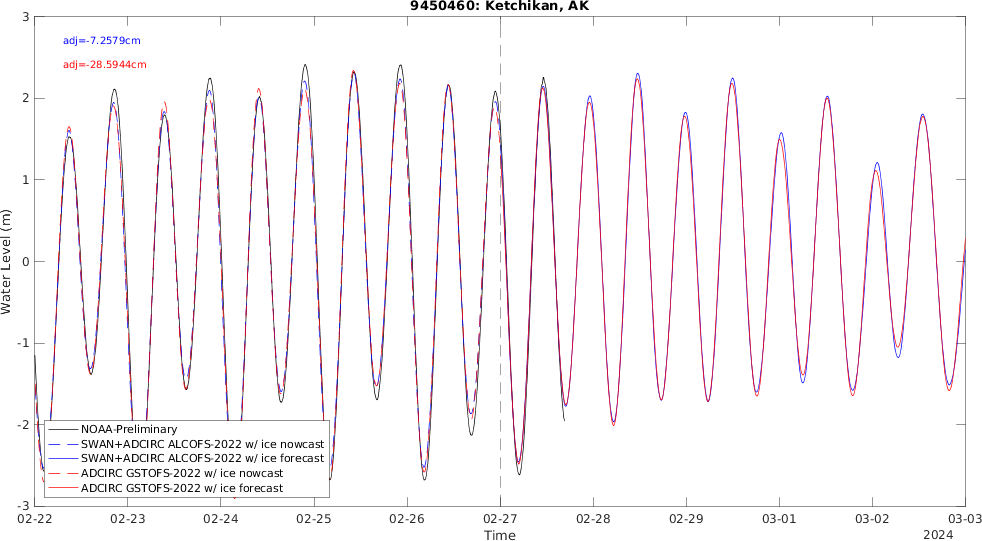 9450460: Ketchikan, AK
adj=-7.2579cm
adj=-28.5944cm
Water Level (m)
3
2
1
0
-1
-2
-3
NOAA-Preliminary
SWAN+ADCIRC ALCOFS-2022 w/ ice nowcast
SWAN+ADCIRC ALCOFS-2022 w/ ice forecast
ADCIRC GSTOFS-2022 w/ ice nowcast
ADCIRC GSTOFS-2022 w/ ice forecast
02-22 02-23 02-24 02-25 02-26 02-27 02-28 02-29 03-01 03-02 03-03
Time
2024